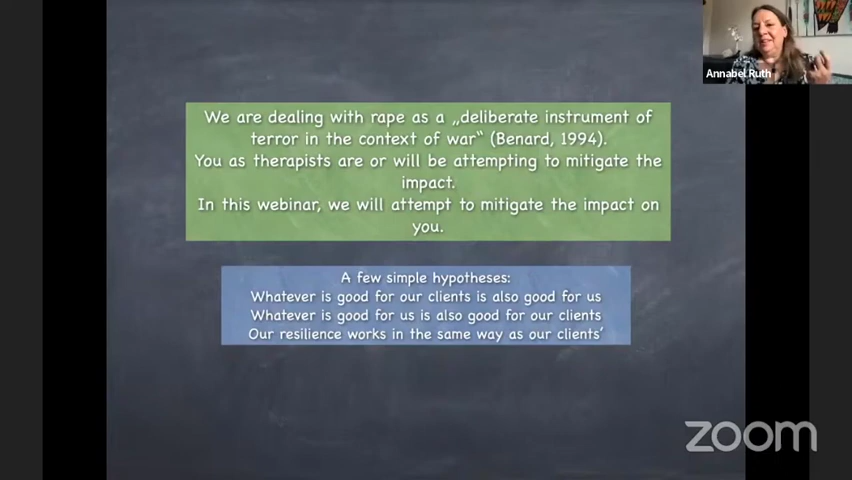 Annabel Ruth
We are dealing with rape as a „deliberate instrument of
terror in the context of war“ (Benard, 1994).
You as therapists are or will be attempting to mitigate the
impact.
In this webinar, we will attempt to mitigate the impact on
you.
A few simple hypotheses:
Whatever is good for our clients is also good for us
Whatever is good for us is also good for our clients
Our resilience works in the same way as our clients’
zoom